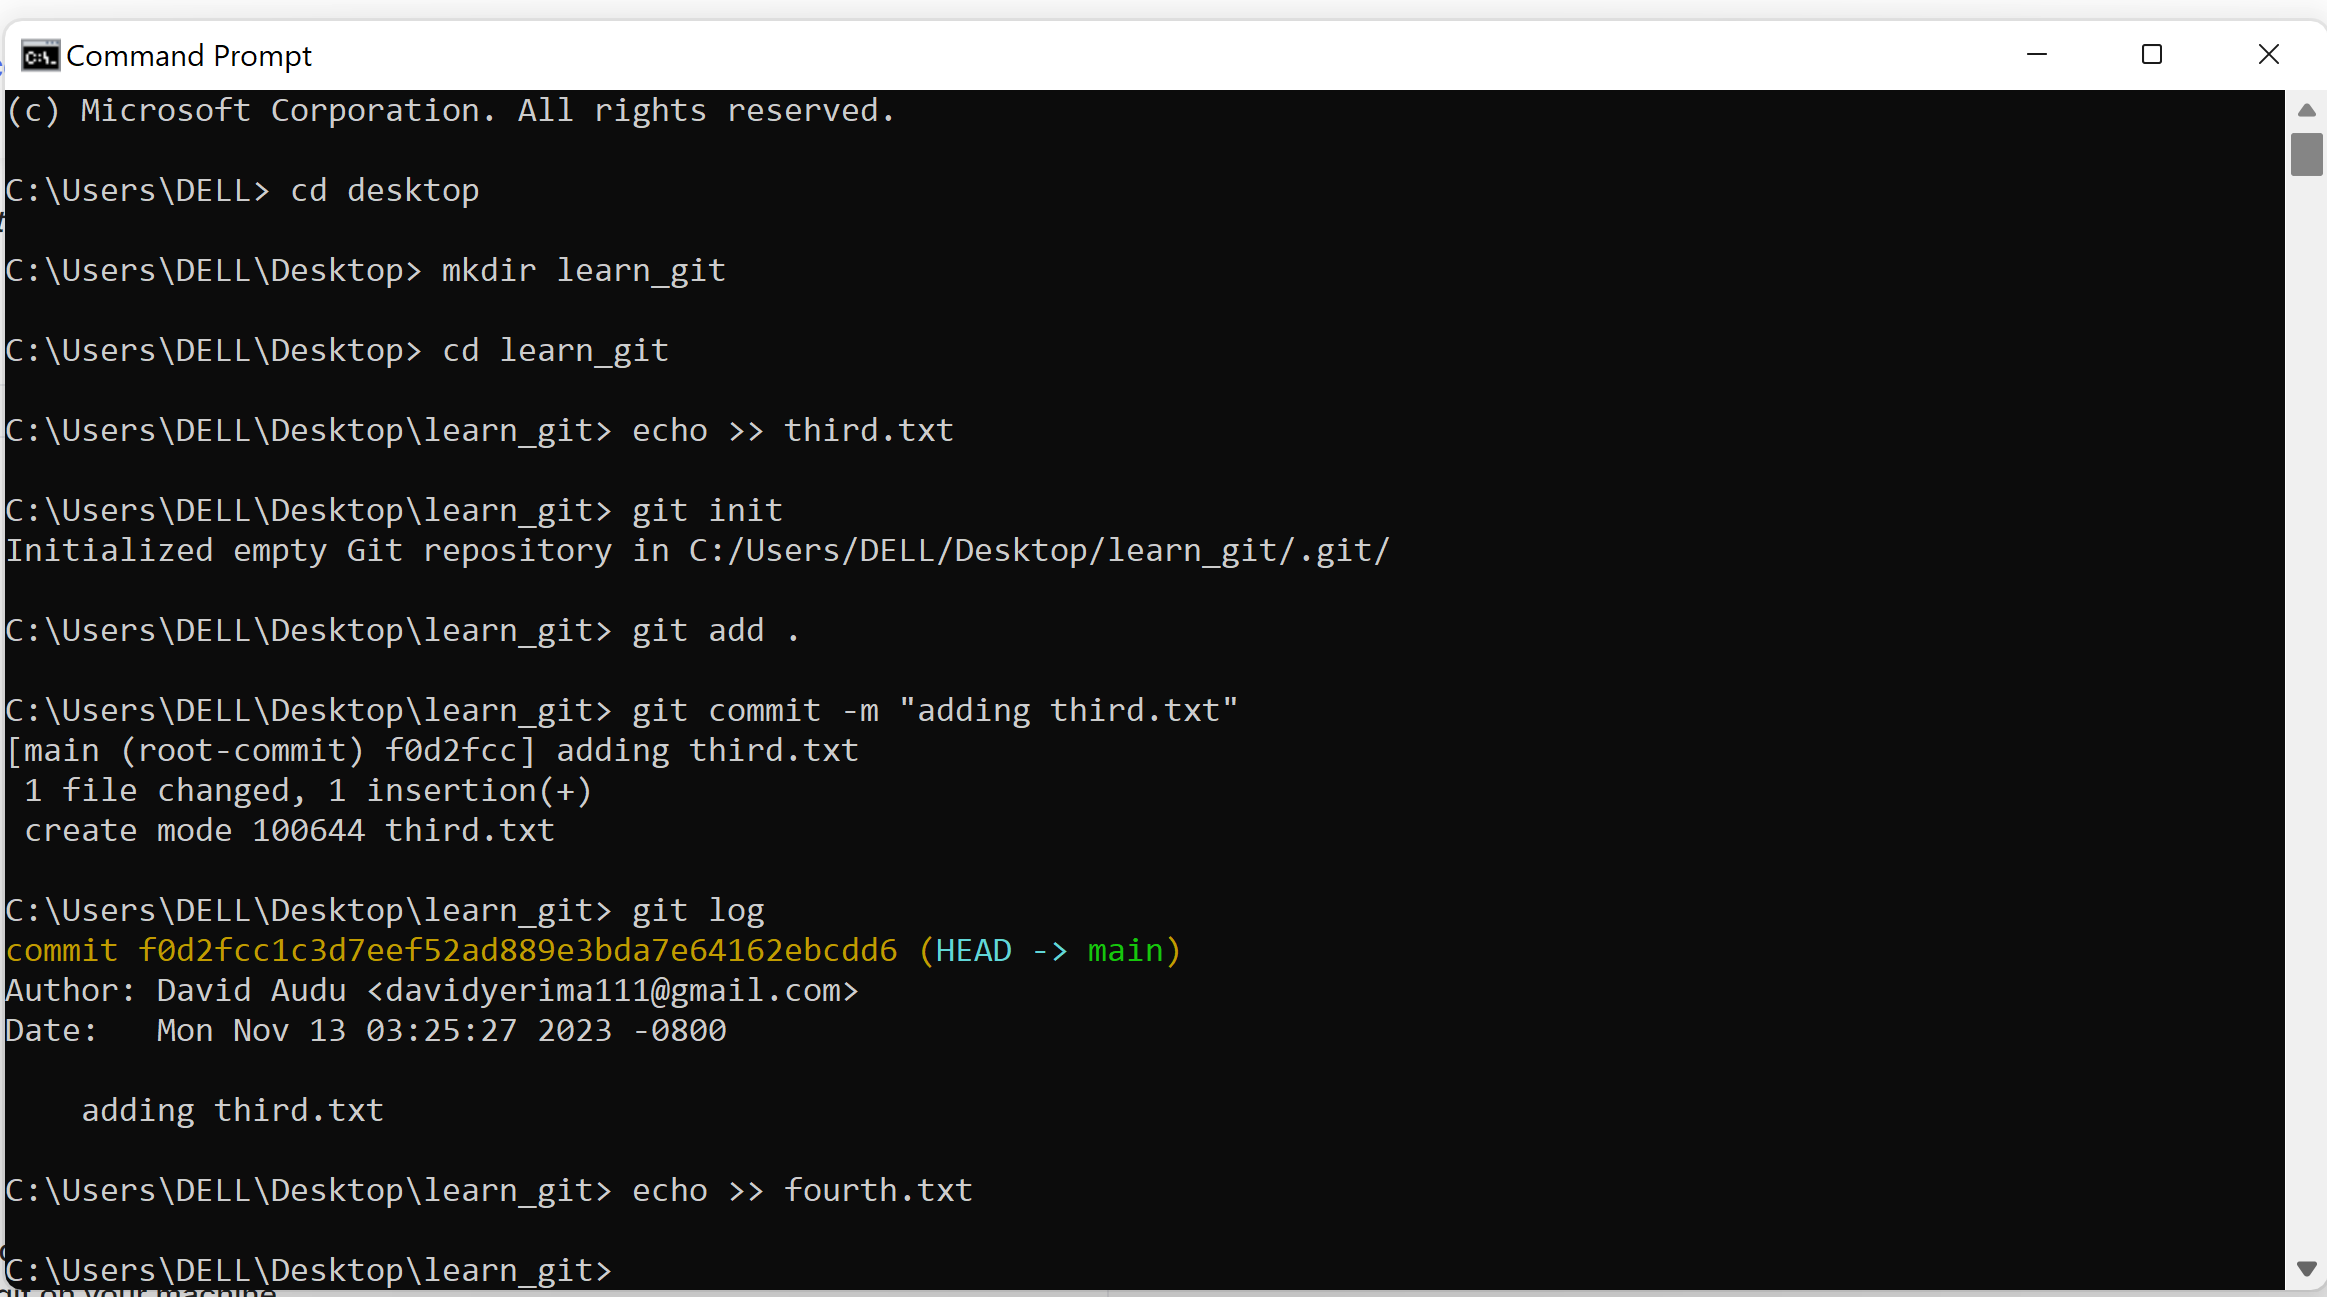 Command Prompt
(c) Microsoft Corporation. All rights reserved.
C:\Users\DELL> cd desktop
C:\Users\DELL\Desktop> mkdir learn_git
C:\Users\DELL\Desktop> cd learn_git
C:\Users\DELL\Desktop\learn_git> echo >> third.txt
C:\Users\DELL\Desktop\learn_git> git init
Initialized empty Git repository in C:/Users/DELL/Desktop/learn_git/.git/
C:\Users\DELL\Desktop\learn_git> git add .
C:\Users\DELL\Desktop\learn_git> git commit -m "adding third.txt"
[main (root-commit) f0d2fcc] adding third.txt
 1 file changed, 1 insertion(+)
 create mode 100644 third.txt
C:\Users\DELL\Desktop\learn_git> git log
commit f0d2fcc1c3d7eef52ad889e3bda7e64162ebcdd6 (HEAD -> main)
Author: David Audu <davidyerima111@gmail.com>
Date:   Mon Nov 13 03:25:27 2023 -0800
    adding third.txt
C:\Users\DELL\Desktop\learn_git> echo >> fourth.txt
C:\Users\DELL\Desktop\learn_git>
git on your machine